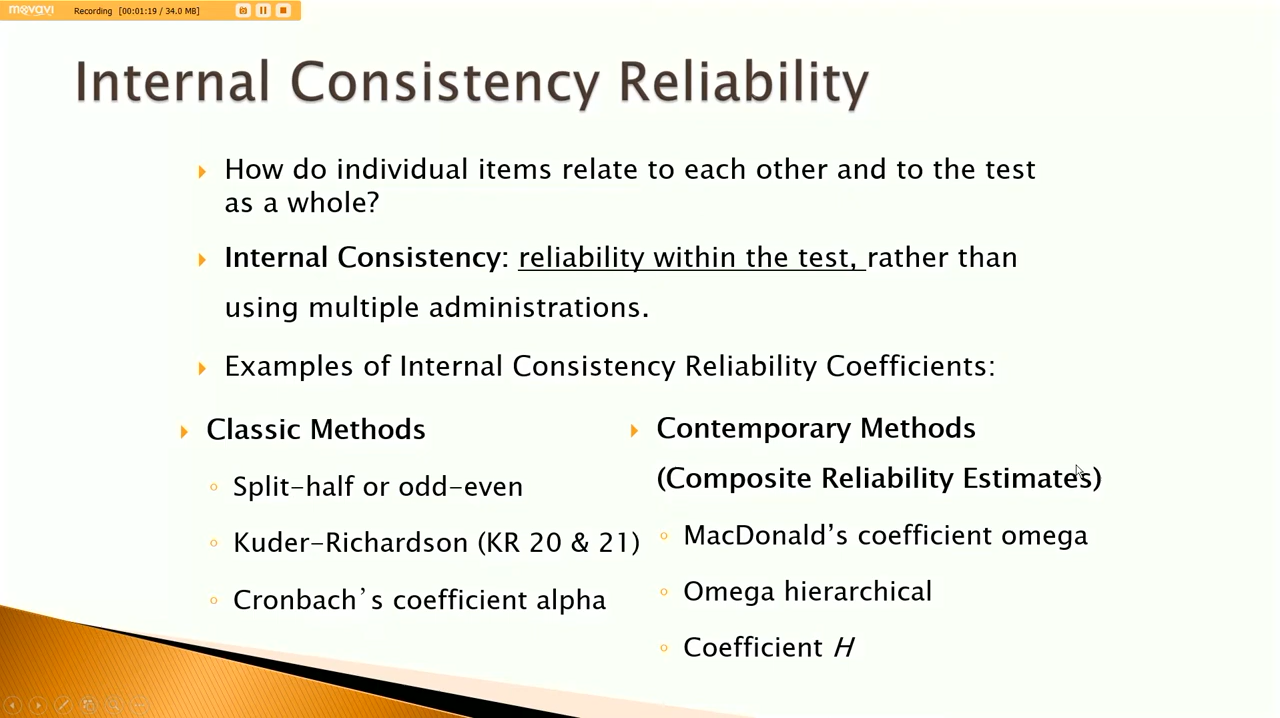 movavi Recording [00:01:19 / 34.0 MB]
Internal Consistency Reliability
How do individual items relate to each other and to the test
as a whole?
Internal Consistency: reliability within the test, rather than
using multiple administrations.
Examples of Internal Consistency Reliability Coefficients:
Classic Methods
Split-half or odd-even
Kuder-Richardson (KR 20 & 21)
Cronbach’s coefficient alpha
Contemporary Methods
(Composite Reliability Estimates)
MacDonald’s coefficient omega
Omega hierarchical
Coefficient H